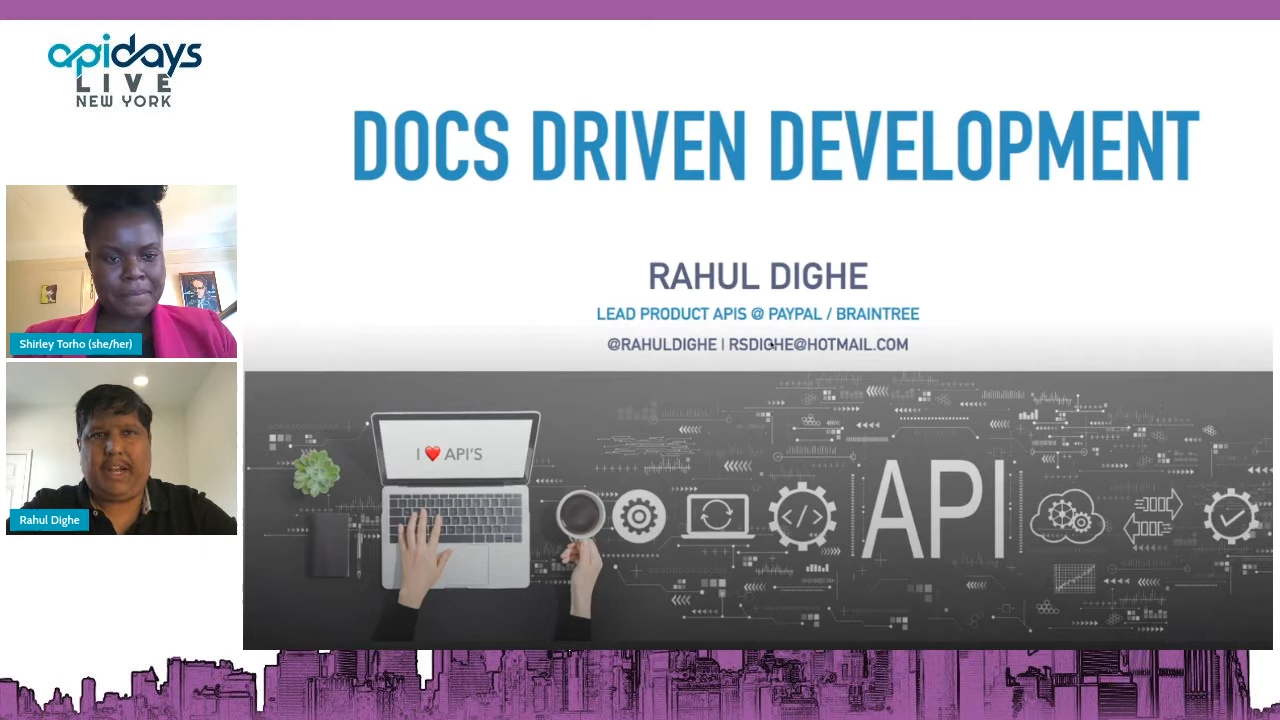 apidays
LIVE
NEW YORK
DOCS DRIVEN DEVELOPMENT
RAHUL DIGHE
LEAD PRODUCT APIS @ PAYPAL / BRAINTREE
@RAHULDIGHE | RSDIGHE@HOTMAIL.COM
Shirley Torho (she/her)
Rahul Dighe
I ❤️ API'S
</>
API